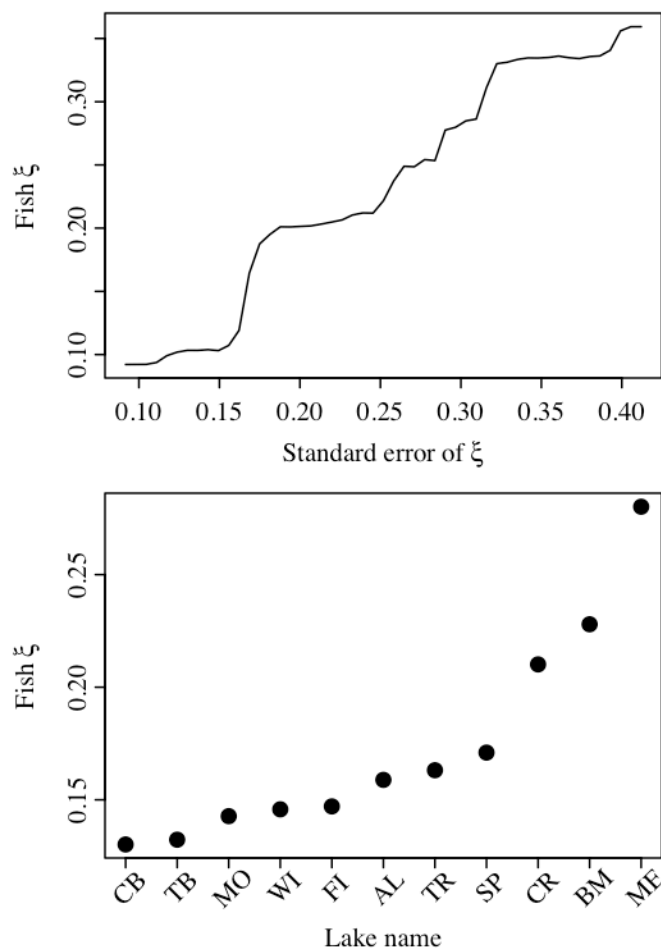 Fish ξ
0.30
0.20
0.10
0.10 0.15 0.20 0.25 0.30 0.35 0.40
Standard error of ξ
Fish ξ
0.25
0.20
0.15
CB TB MO WI FI AL TR SP CR BM ME
Lake name